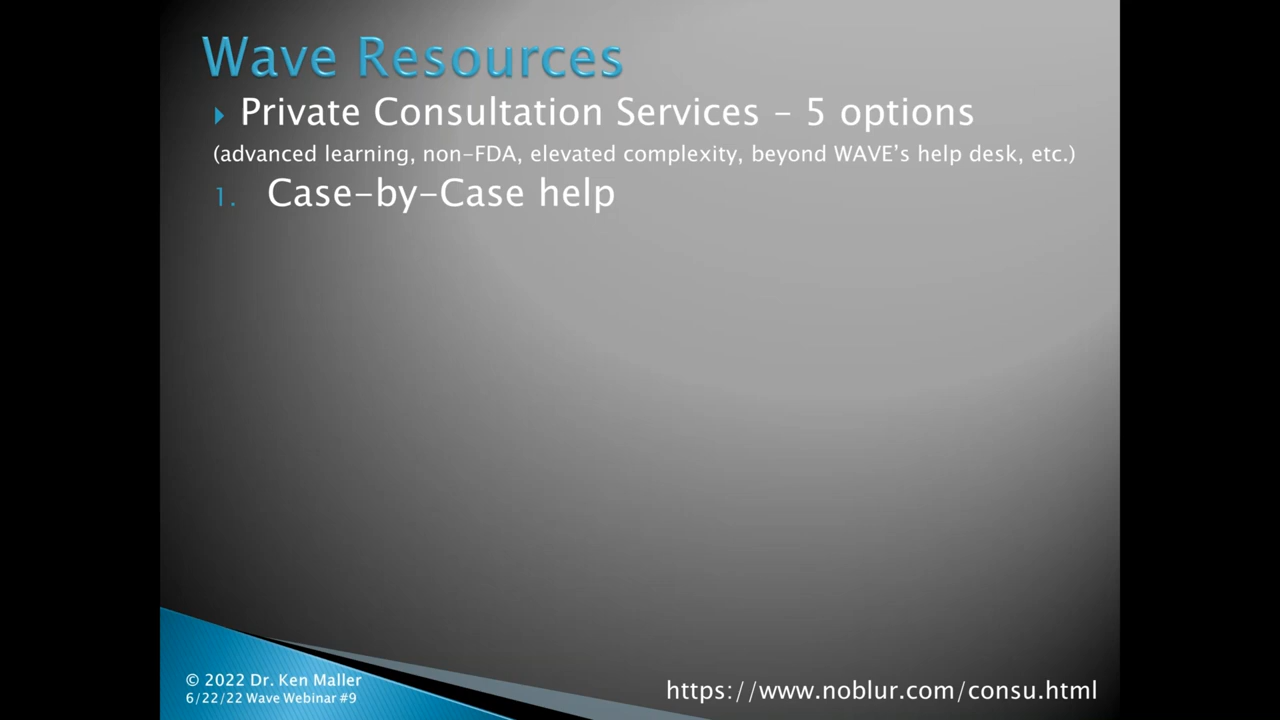 Wave Resources
Private Consultation Services – 5 options
(advanced learning, non-FDA, elevated complexity, beyond WAVE’s help desk, etc.)
1. Case-by-Case help
© 2022 Dr. Ken Maller
6/22/22 Wave Webinar #9
https://www.noblur.com/consu.html